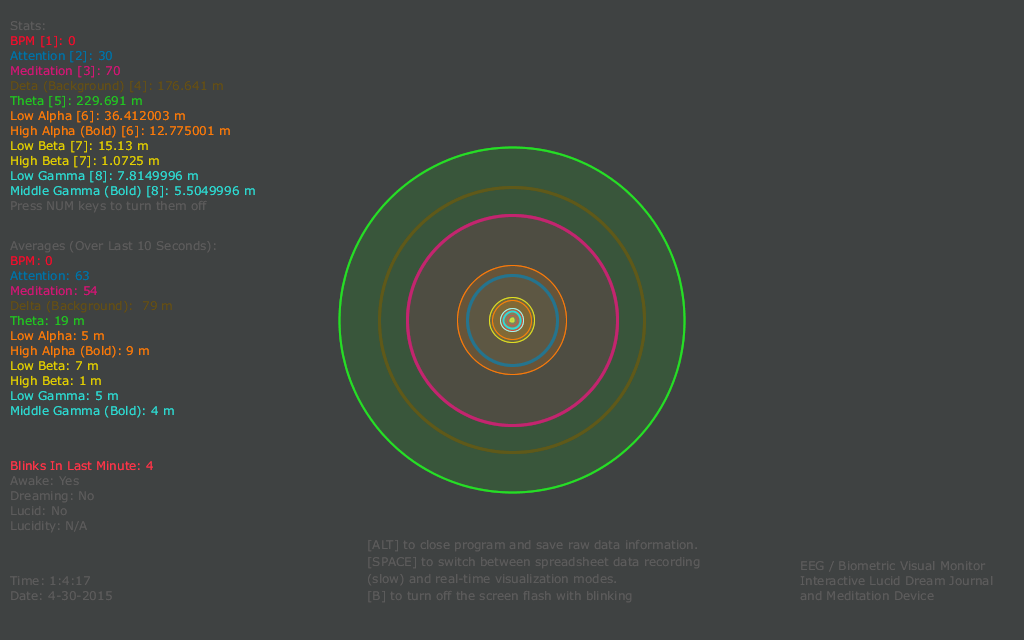 Stats:
BPM [1]: 0
Attention [2]: 30
Meditation [3]: 70
Delta (Background) [4]: 176.641 m
Theta [5]: 229.691 m
Low Alpha [6]: 36.412003 m
High Alpha (Bold) [6]: 12.775001 m
Low Beta [7]: 15.13 m
High Beta [7]: 1.0725 m
Low Gamma [8]: 7.8149996 m
Middle Gamma (Bold) [8]: 5.5049996 m
Press NUM keys to turn them off
Averages (Over Last 10 Seconds):
BPM: 0
Attention: 63
Meditation: 54
Delta (Background):  79 m
Theta: 19 m
Low Alpha: 5 m
High Alpha (Bold): 9 m
Low Beta: 7 m
High Beta: 1 m
Low Gamma: 5 m
Middle Gamma (Bold): 4 m
Blinks In Last Minute: 4
Awake: Yes
Dreaming: No
Lucid: No
Lucidity: N/A
Time: 1:4:17
Date: 4-30-2015
[ALT] to close program and save raw data information.
[SPACE] to switch between spreadsheet data recording
(slow) and real-time visualization modes.
[B] to turn off the screen flash with blinking
EEG / Biometric Visual Monitor
Interactive Lucid Dream Journal
and Meditation Device